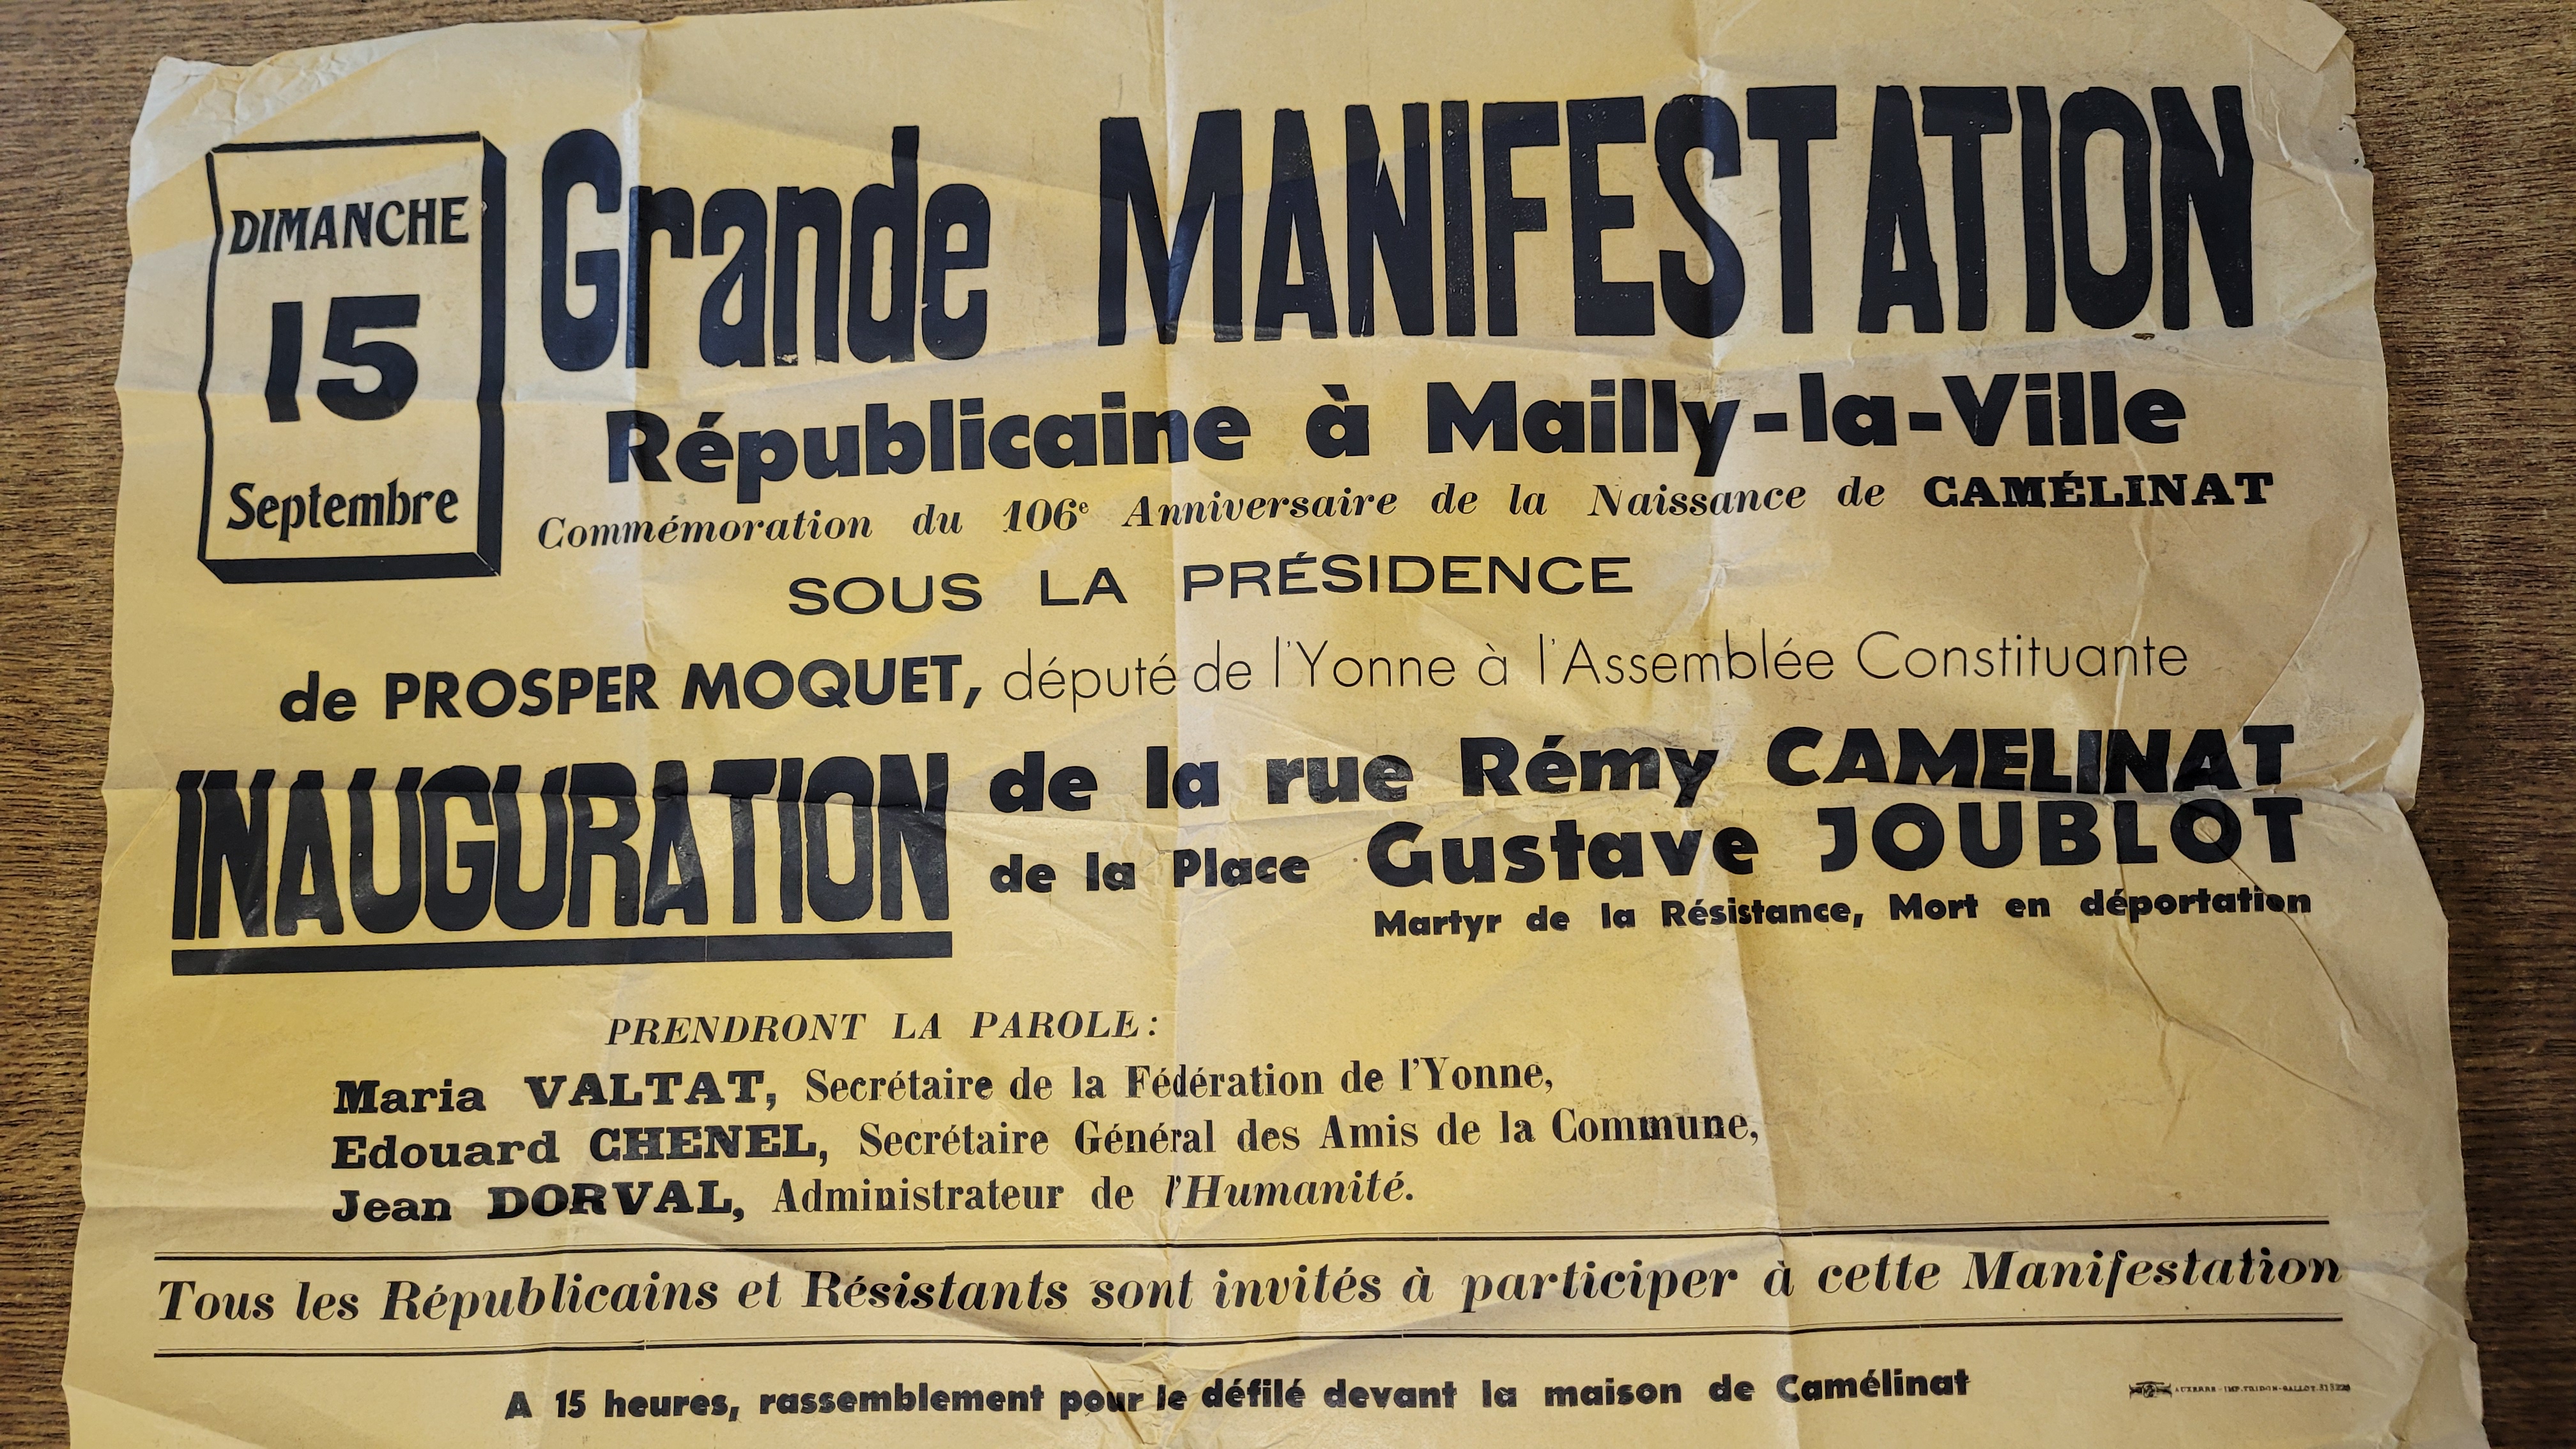 DIMANCHE
15
Septembre
Grande MANIFESTATION
Républicaine à Mailly-la-Ville
Commémoration du 106e Anniversaire de la Naissance de CAMÉLINAT
SOUS LA PRÉSIDENCE
de PROSPER MOQUET, député de l'Yonne à l'Assemblée Constituante
INAUGURATION
de la rue Rémy CAMELINAT
de la Place Gustave JOUBLOT
Martyr de la Résistance, Mort en déportation
PRENDRONT LA PAROLE:
Maria VALTAT, Secrétaire de la Fédération de l'Yonne,
Edouard CHENEL, Secrétaire Général des Amis de la Commune,
Jean DORVAL, Administrateur de l'Humanité.
Tous les Républicains et Résistants sont invités à participer à cette Manifestation
A 15 heures, rassemblement pour le défilé devant la maison de Camélinat
AUXERRE - IMP. TRIDON-GALLOT